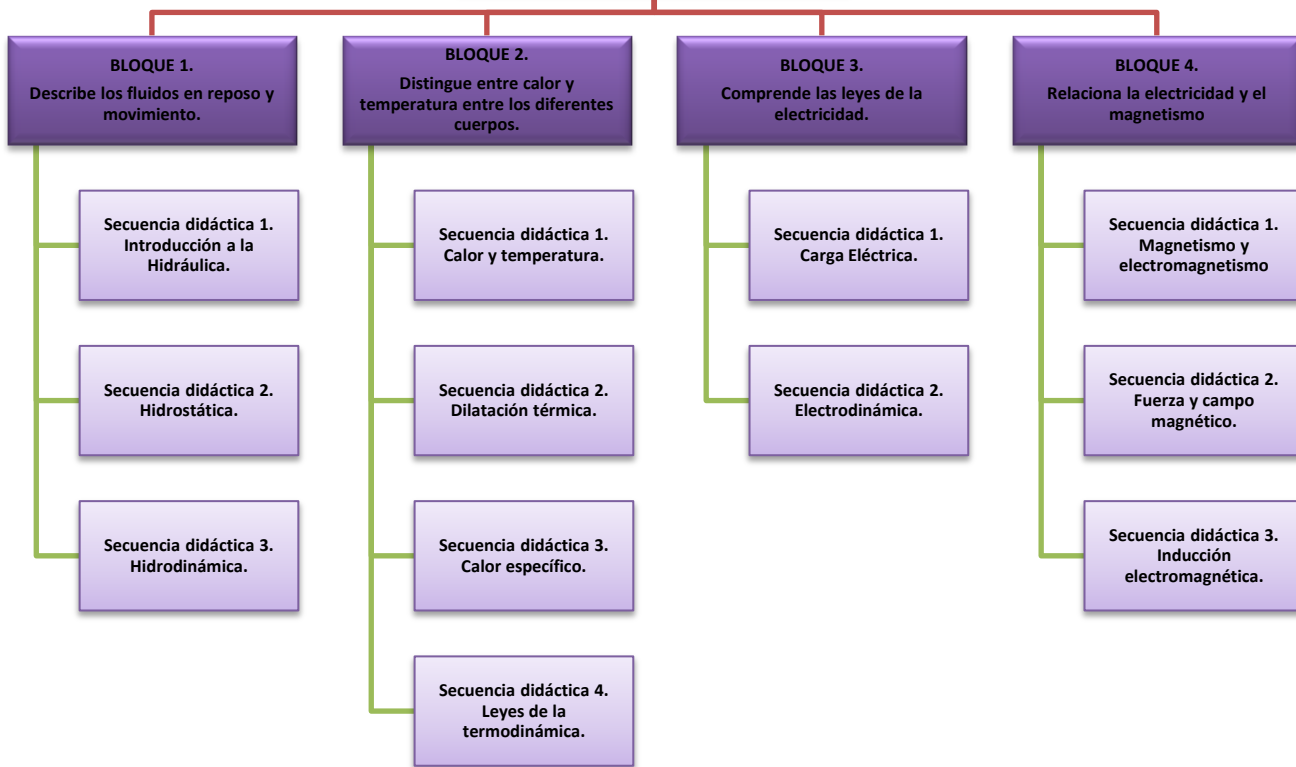 BLOQUE 1.
Describe los fluidos en reposo y
movimiento.
Secuencia didáctica 1.
Introducción a la
Hidráulica.
Secuencia didáctica 2.
Hidrostática.
Secuencia didáctica 3.
Hidrodinámica.
BLOQUE 2.
Distingue entre calor y
temperatura entre los diferentes
cuerpos.
Secuencia didáctica 1.
Calor y temperatura.
Secuencia didáctica 2.
Dilatación térmica.
Secuencia didáctica 3.
Calor específico.
Secuencia didáctica 4.
Leyes de la
termodinámica.
BLOQUE 3.
Comprende las leyes de la
electricidad.
Secuencia didáctica 1.
Carga Eléctrica.
Secuencia didáctica 2.
Electrodinámica.
BLOQUE 4.
Relaciona la electricidad y el
magnetismo
Secuencia didáctica 1.
Magnetismo y
electromagnetismo
Secuencia didáctica 2.
Fuerza y campo
magnético.
Secuencia didáctica 3.
Inducción
electromagnética.